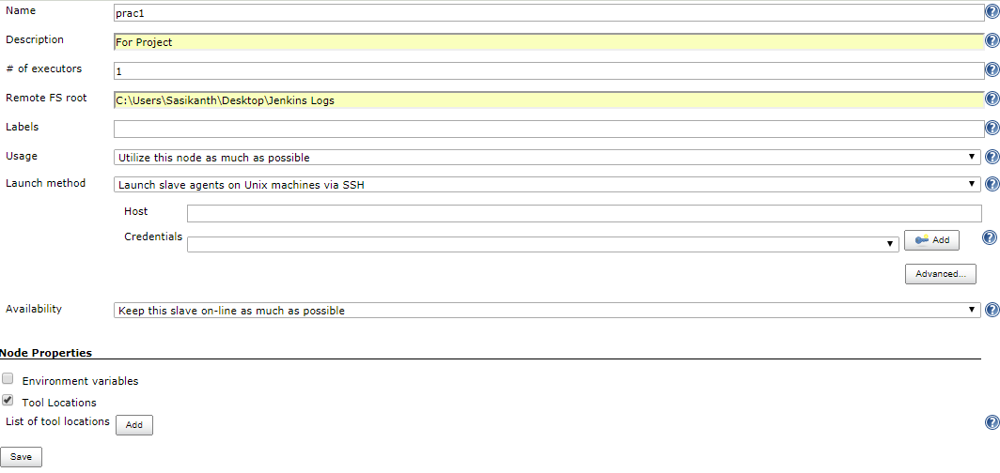 Name prac1
Description For Project
# of executors 1
Remote FS root C:\Users\Sasikanth\Desktop\Jenkins Logs
Labels
Usage Utilize this node as much as possible
Launch method Launch slave agents on Unix machines via SSH
Host
Credentials Add
Advanced...
Availability Keep this slave on-line as much as possible
Node Properties
Environment variables
Tool Locations
List of tool locations Add
Save